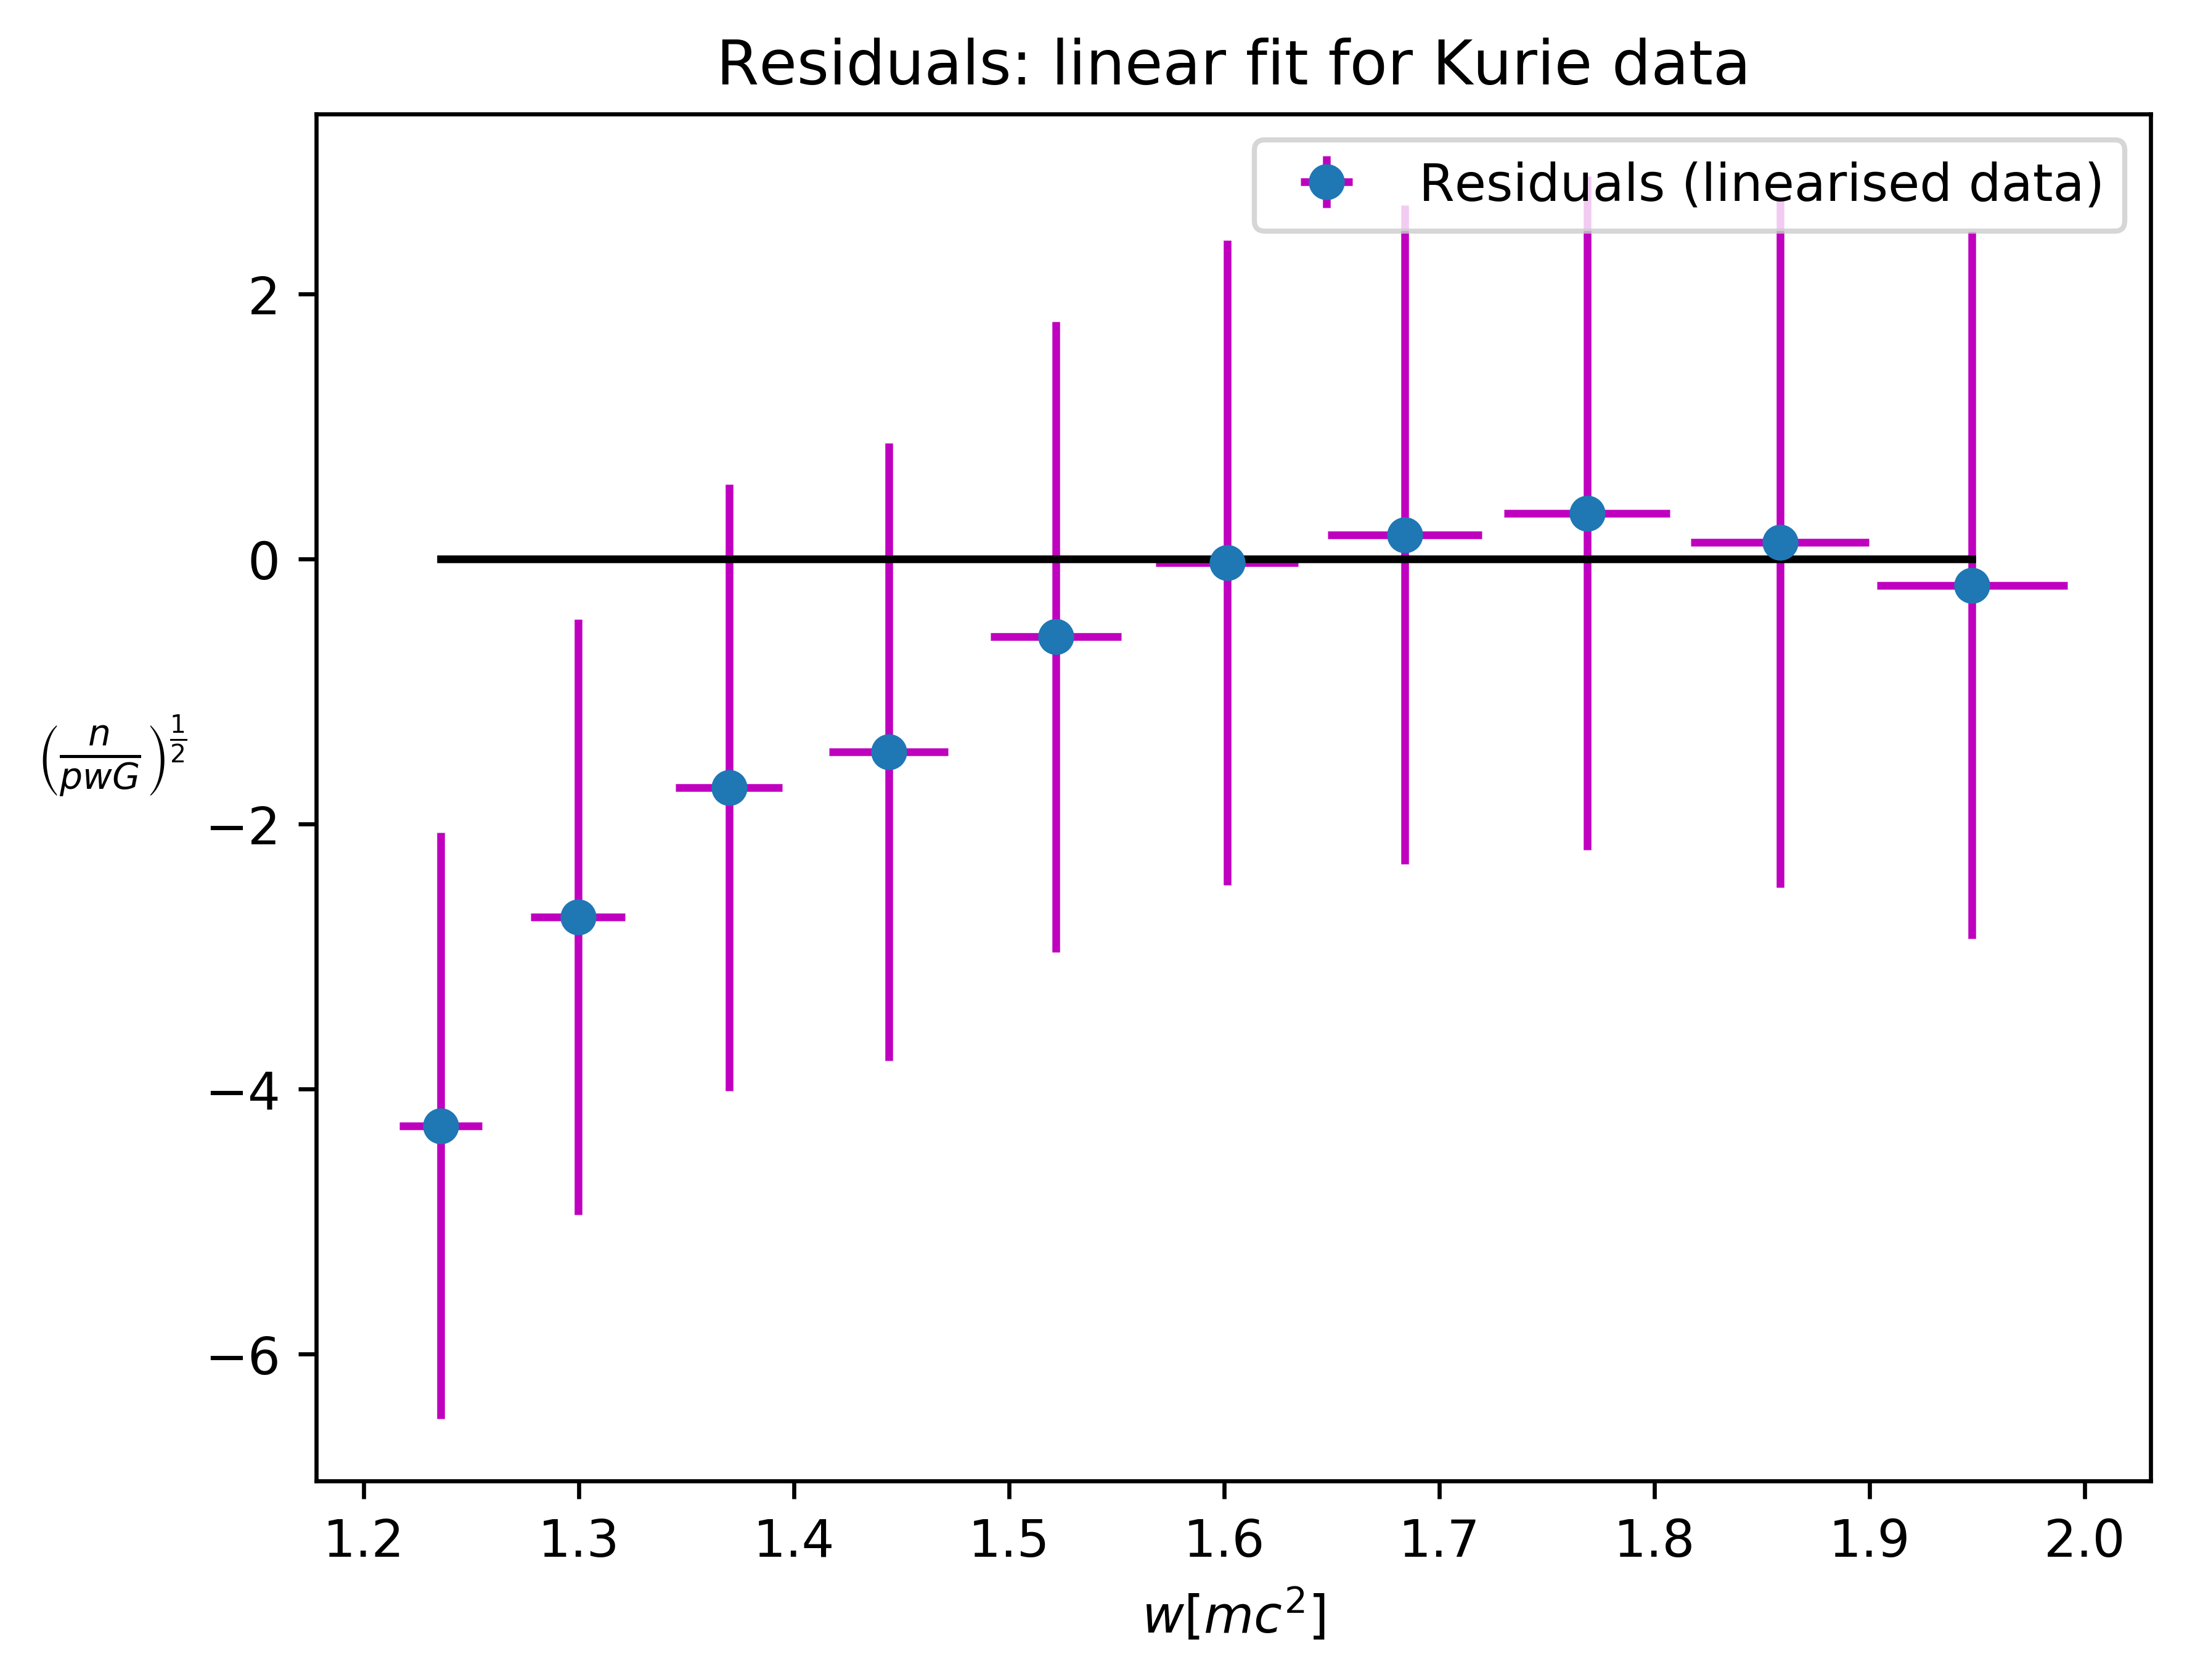 Residuals: linear fit for Kurie data
Residuals (linearised data)
2
0
−2
−4
−6
(n/pwG)^1/2
1.2 1.3 1.4 1.5 1.6 1.7 1.8 1.9 2.0
w[mc²]